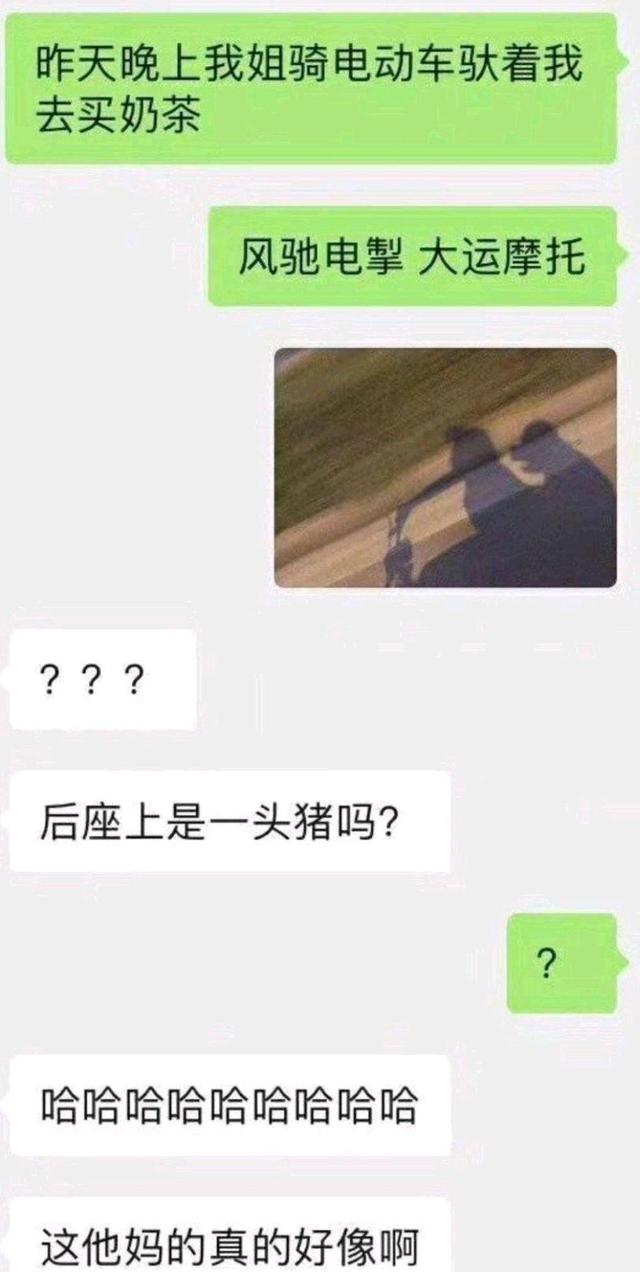 昨天晚上我姐骑电动车驮着我
去买奶茶
风驰电掣 大运摩托
？？？
后座上是一头猪吗？
？
哈哈哈哈哈哈哈哈哈
这他妈的真的好像啊